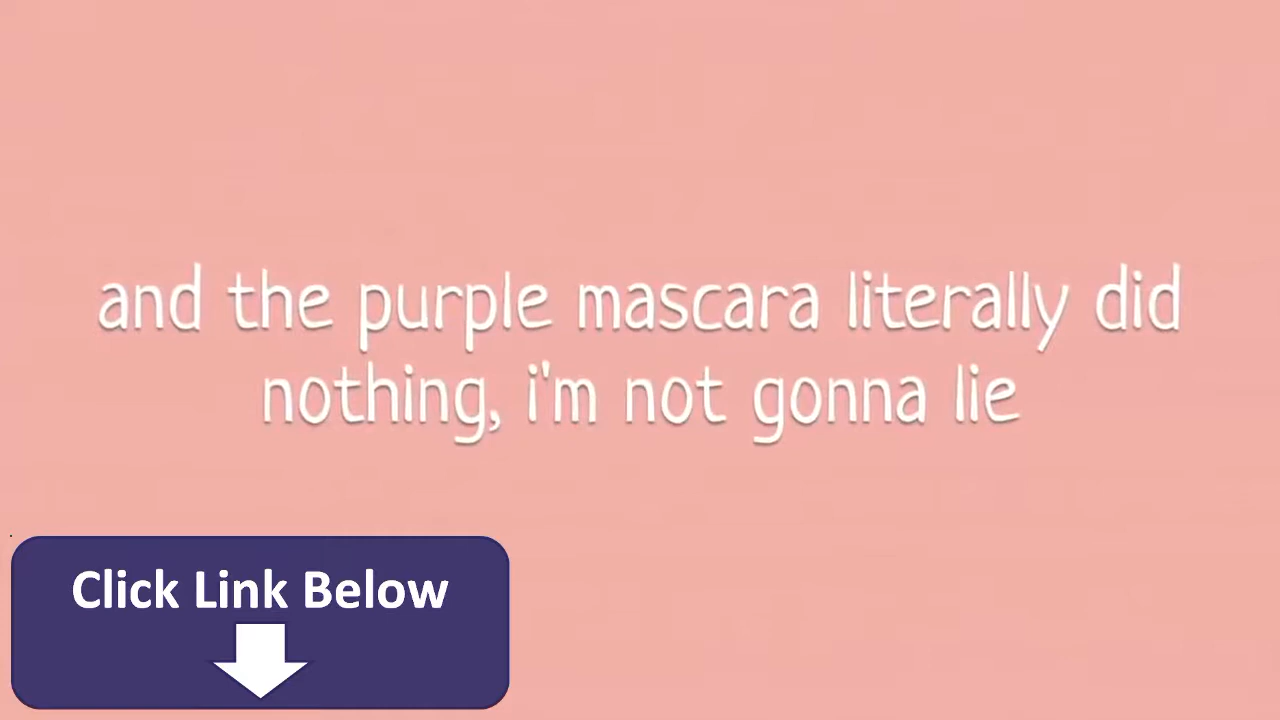 and the purple mascara literally did
nothing, i'm not gonna lie
Click Link Below